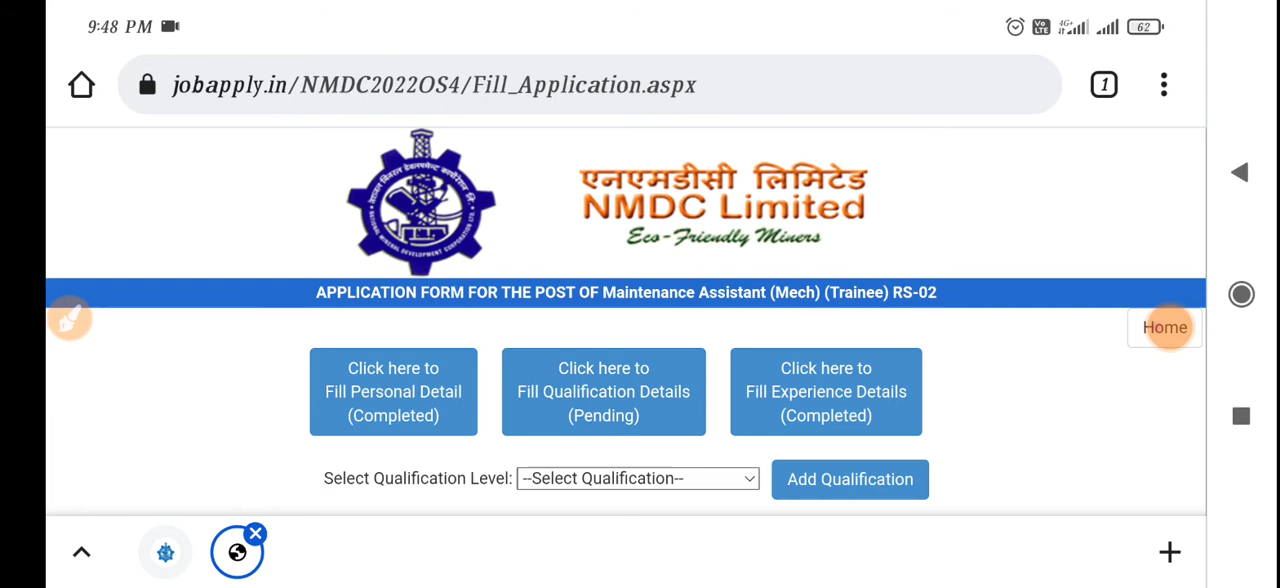 9:48 PM
Vo LTE 4G+ 62
jobapply.in/NMDC2022OS4/Fill_Application.aspx
1
एनएमडीसी लिमिटेड
NMDC Limited
Eco-Friendly Miners
APPLICATION FORM FOR THE POST OF Maintenance Assistant (Mech) (Trainee) RS-02
Home
Click here to
Fill Personal Detail
(Completed)
Click here to
Fill Qualification Details
(Pending)
Click here to
Fill Experience Details
(Completed)
Select Qualification Level: --Select Qualification--
Add Qualification